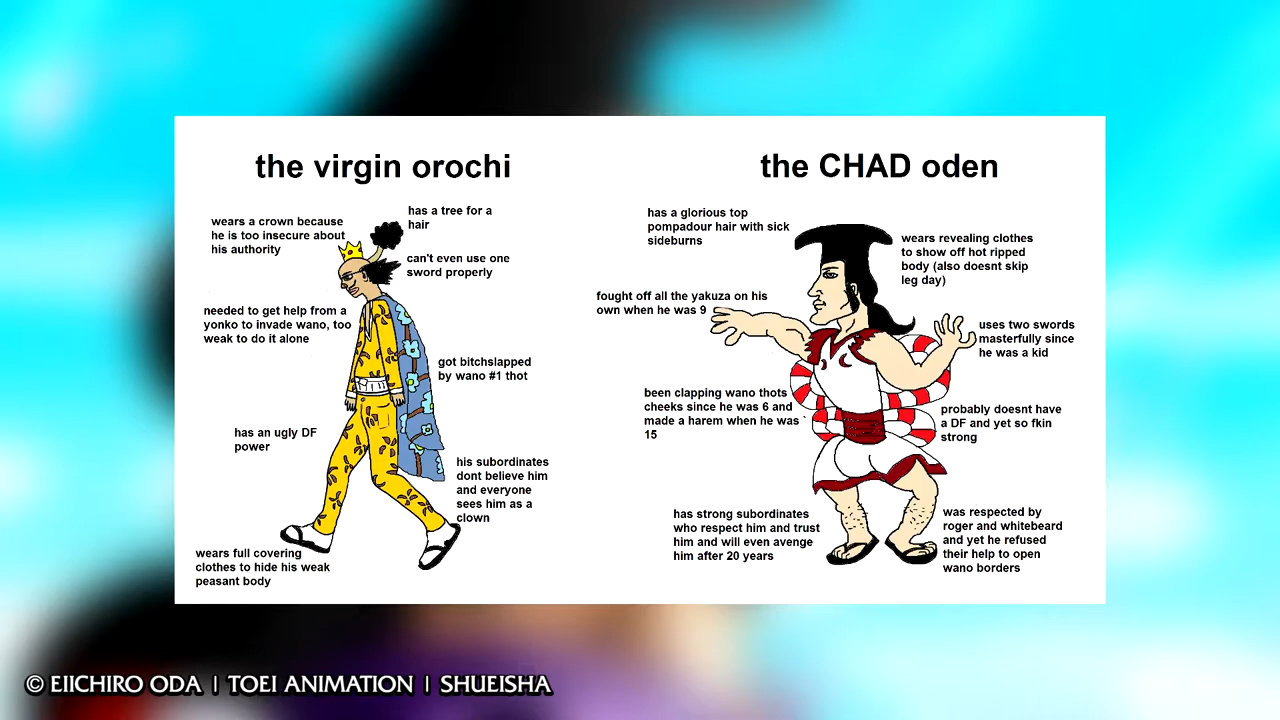 the virgin orochi
wears a crown because
he is too insecure about
his authority
has a tree for a
hair
can't even use one
sword properly
needed to get help from a
yonko to invade wano, too
weak to do it alone
got bitchslapped
by wano #1 thot
has an ugly DF
power
his subordinates
dont believe him
and everyone
sees him as a
clown
wears full covering
clothes to hide his weak
peasant body
the CHAD oden
has a glorious top
pompadour hair with sick
sideburns
wears revealing clothes
to show off hot ripped
body (also doesnt skip
leg day)
fought off all the yakuza on his
own when he was 9
uses two swords
masterfully since
he was a kid
been clapping wano thots
cheeks since he was 6 and
made a harem when he was
15
probably doesnt have
a DF and yet so fkin
strong
has strong subordinates
who respect him and trust
him and will even avenge
him after 20 years
was respected by
roger and whitebeard
and yet he refused
their help to open
wano borders
© EIICHIRO ODA | TOEI ANIMATION | SHUEISHA